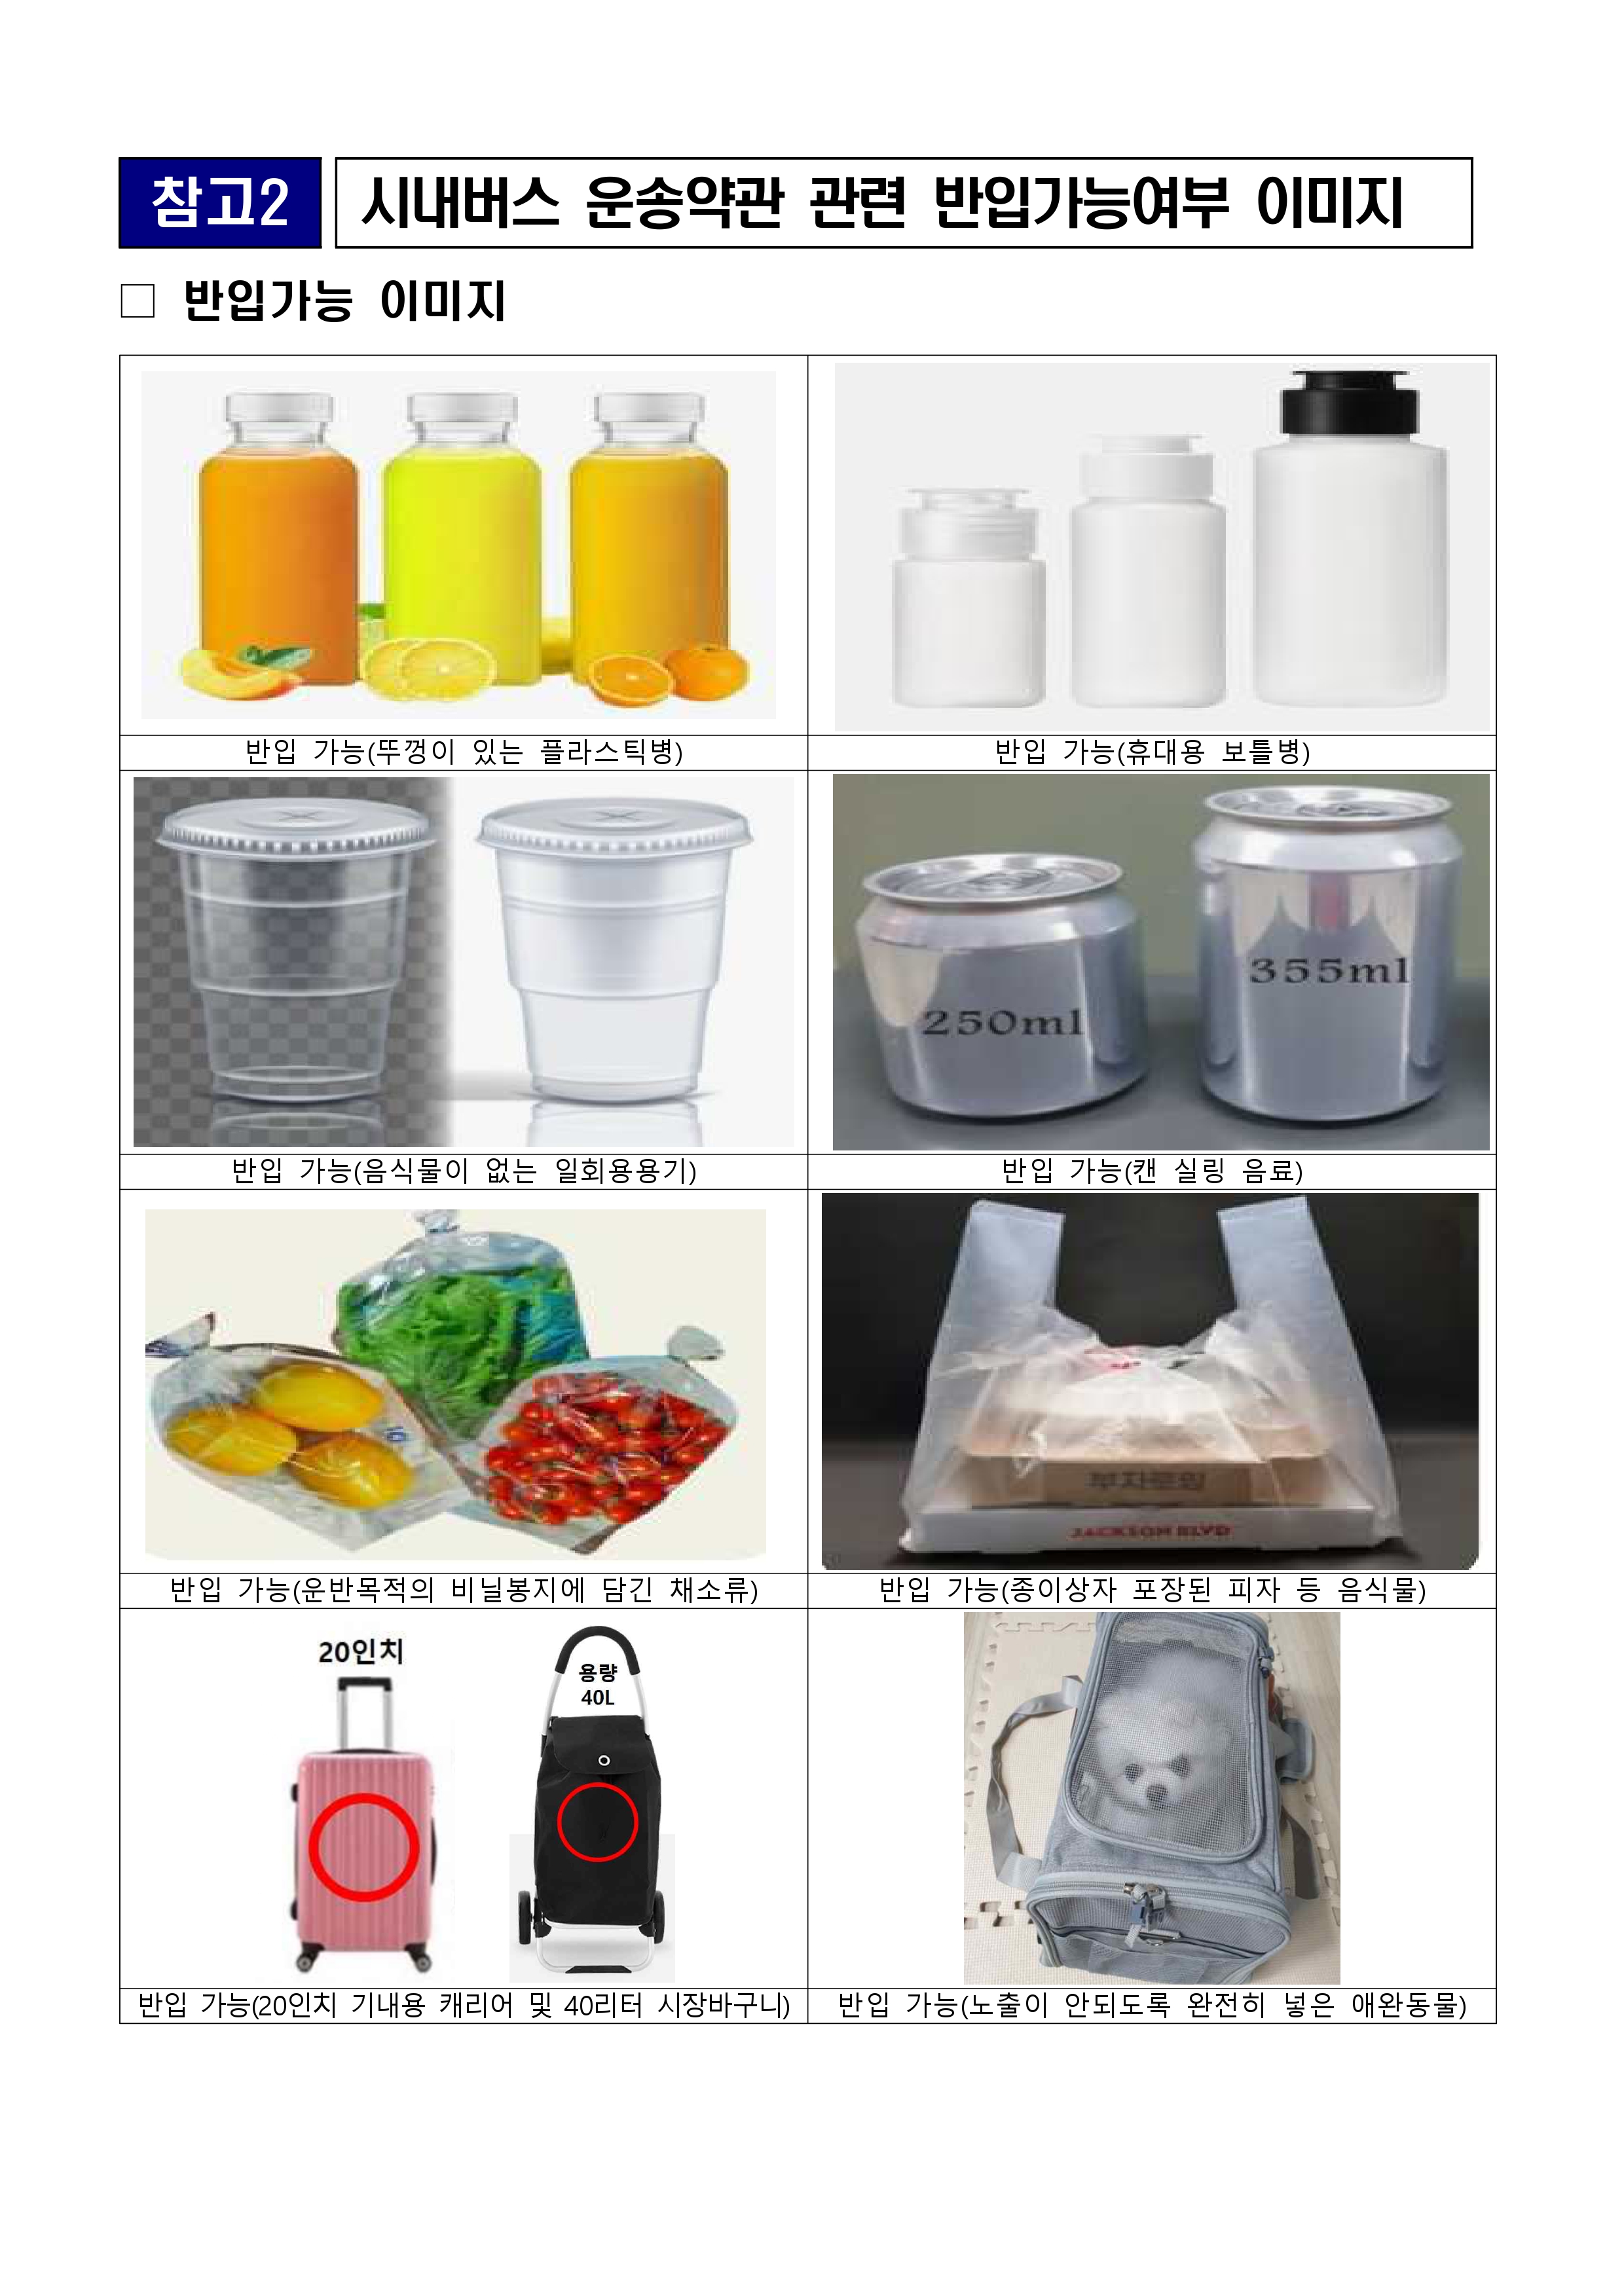 참고2
시내버스 운송약관 관련 반입가능여부 이미지
□ 반입가능 이미지
반입 가능(뚜껑이 있는 플라스틱병)
반입 가능(휴대용 보틀병)
250ml
355ml
반입 가능(음식물이 없는 일회용용기)
반입 가능(캔 실링 음료)
JACKSON BLVD
반입 가능(운반목적의 비닐봉지에 담긴 채소류)
반입 가능(종이상자 포장된 피자 등 음식물)
20인치
용량
40L
반입 가능(20인치 기내용 캐리어 및 40리터 시장바구니)
반입 가능(노출이 안되도록 완전히 넣은 애완동물)